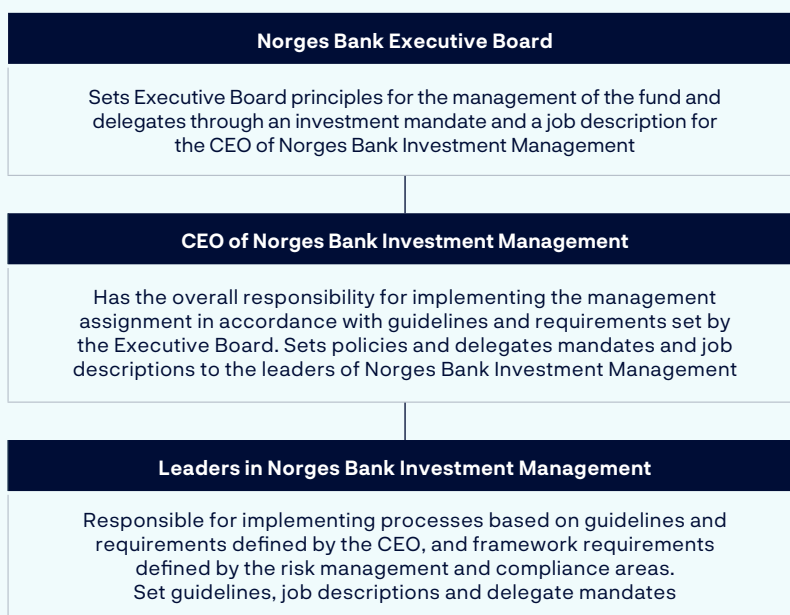 Norges Bank Executive Board
Sets Executive Board principles for the management of the fund and
delegates through an investment mandate and a job description for
the CEO of Norges Bank Investment Management
CEO of Norges Bank Investment Management
Has the overall responsibility for implementing the management
assignment in accordance with guidelines and requirements set by
the Executive Board. Sets policies and delegates mandates and job
descriptions to the leaders of Norges Bank Investment Management
Leaders in Norges Bank Investment Management
Responsible for implementing processes based on guidelines and
requirements defined by the CEO, and framework requirements
defined by the risk management and compliance areas.
Set guidelines, job descriptions and delegate mandates